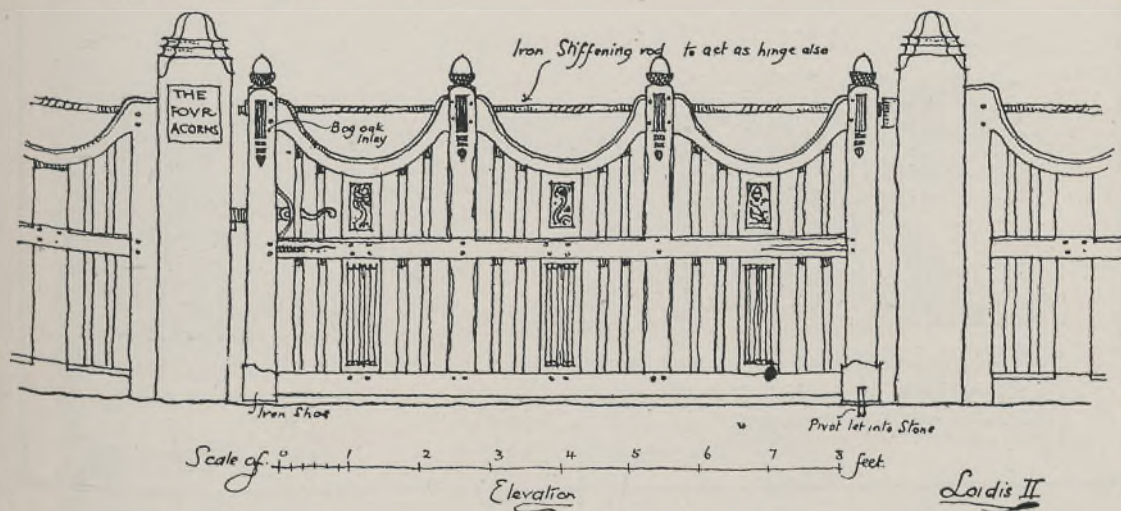 Iron Stiffening rod to act as hinge also
THE
FOVR
ACORNS
Bog oak
Inlay
Iron Shoe
Pivot let into Stone
Scale of 0 1 2 3 4 5 6 7 8 feet.
Elevation
Loidis II